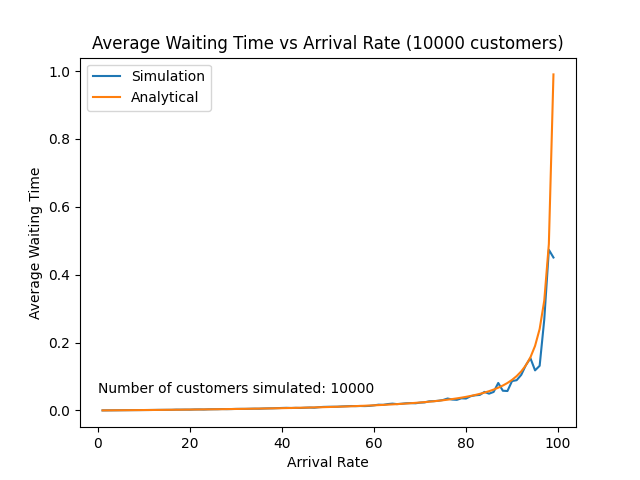 Average Waiting Time vs Arrival Rate (10000 customers)
Simulation
Analytical
1.0
0.8
0.6
0.4
0.2
0.0
Average Waiting Time
Number of customers simulated: 10000
0 20 40 60 80 100
Arrival Rate